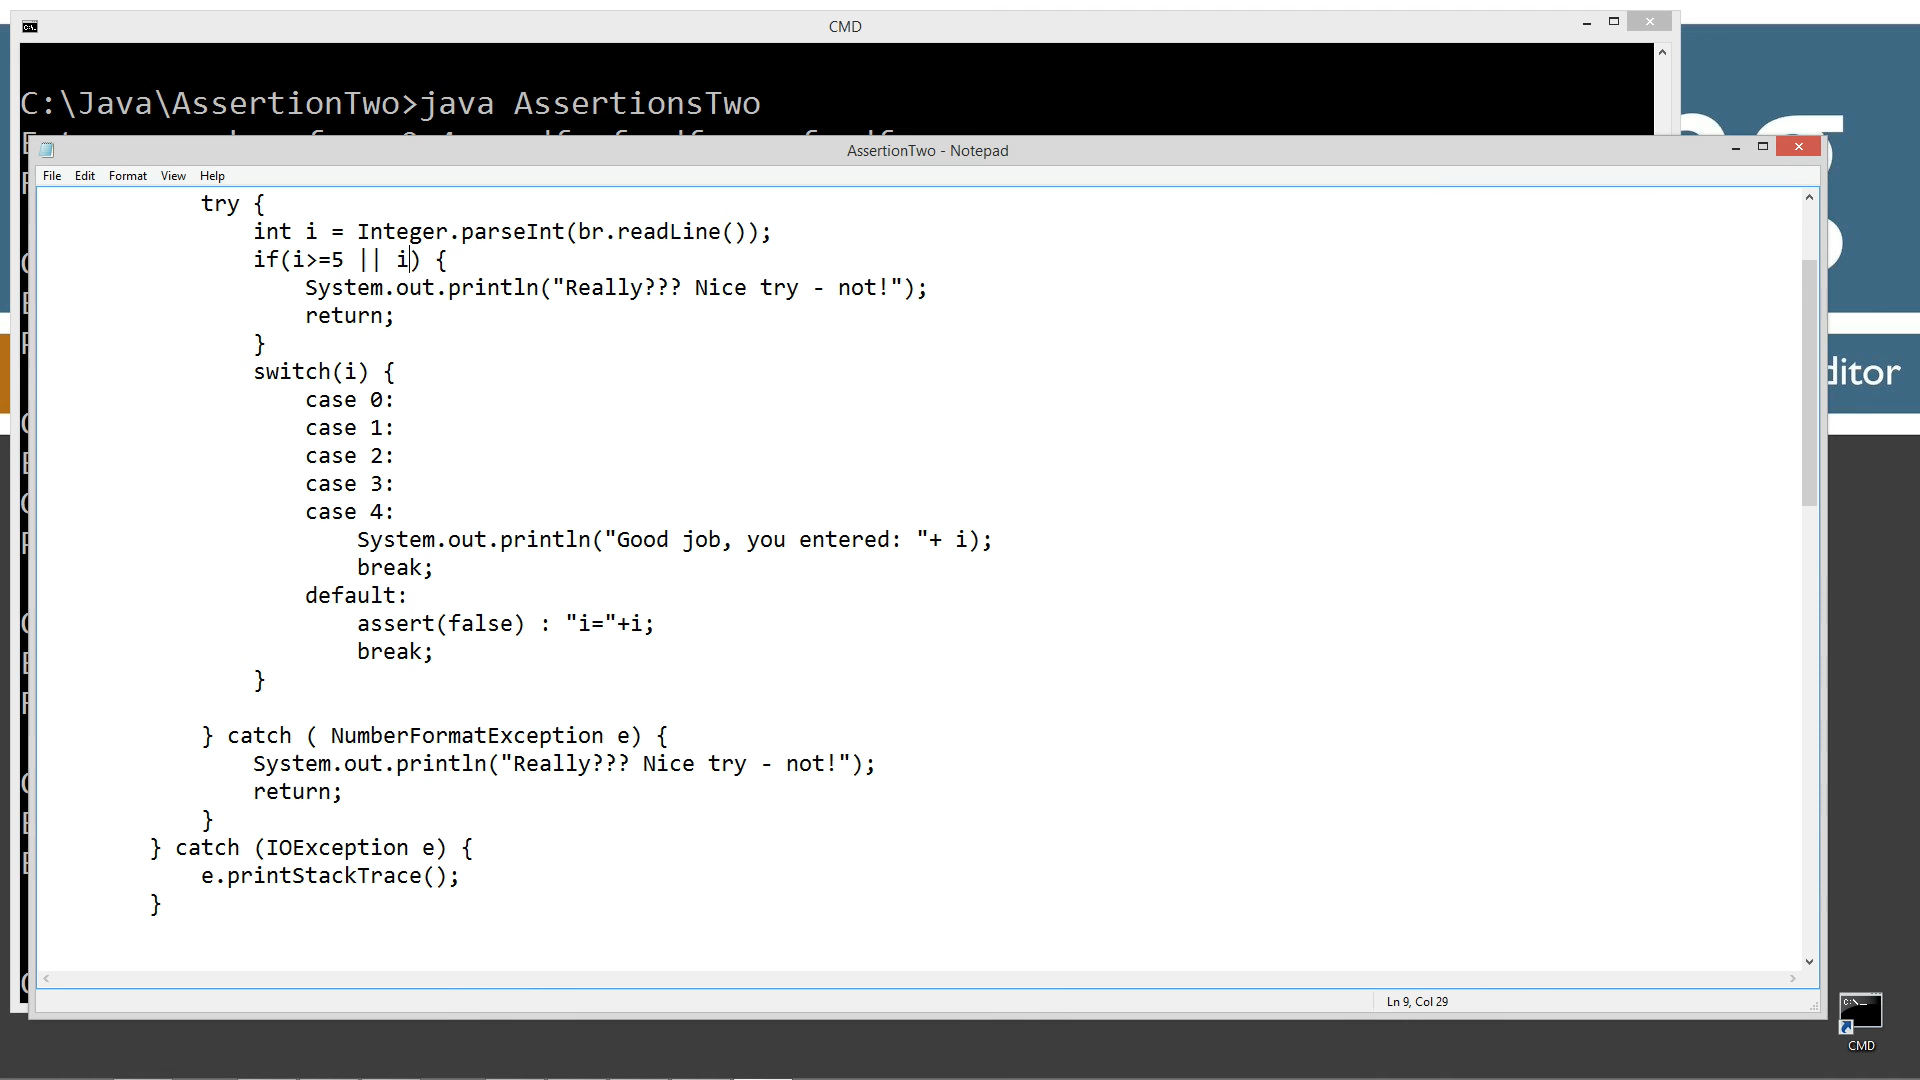 CMD
C:\Java\AssertionTwo>java AssertionsTwo
AssertionTwo - Notepad
File Edit Format View Help
try {
int i = Integer.parseInt(br.readLine());
if(i>=5 || i) {
System.out.println("Really??? Nice try - not!");
return;
}
switch(i) {
case 0:
case 1:
case 2:
case 3:
case 4:
System.out.println("Good job, you entered: "+ i);
break;
default:
assert(false) : "i="+i;
break;
}
} catch ( NumberFormatException e) {
System.out.println("Really??? Nice try - not!");
return;
}
} catch (IOException e) {
e.printStackTrace();
}
Ln 9, Col 29
ditor
CMD